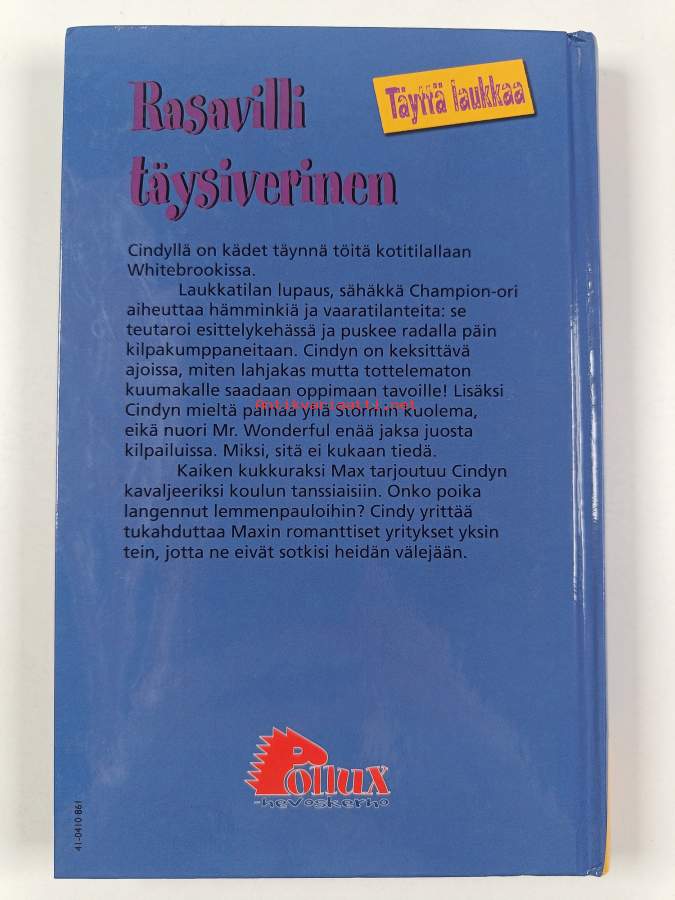 Rasavilli
Täyttä laukkaa
täysiverinen
Cindyllä on kädet täynnä töitä kotitilallaan
Whitebrookissa.
Laukkatilan lupaus, sähäkkä Champion-ori
aiheuttaa hämminkiä ja vaaratilanteita: se
teutaroi esittelykehässä ja puskee radalla päin
kilpakumppaneitaan. Cindyn on keksittävä
ajoissa, miten lahjakas mutta tottelematon
kuumakalle saadaan oppimaan tavoille! Lisäksi
Cindyn mieltä painaa yhä Stormin kuolema,
Antikvariaatti.net
eikä nuori Mr. Wonderful enää jaksa juosta
kilpailuissa. Miksi, sitä ei kukaan tiedä.
Kaiken kukkuraksi Max tarjoutuu Cindyn
kavaljeeriksi koulun tanssiaisiin. Onko poika
langennut lemmenpauloihin? Cindy yrittää
tukahduttaa Maxin romanttiset yritykset yksin
tein, jotta ne eivät sotkisi heidän välejään.
Pollux
-hevoskerho
41-0410 861